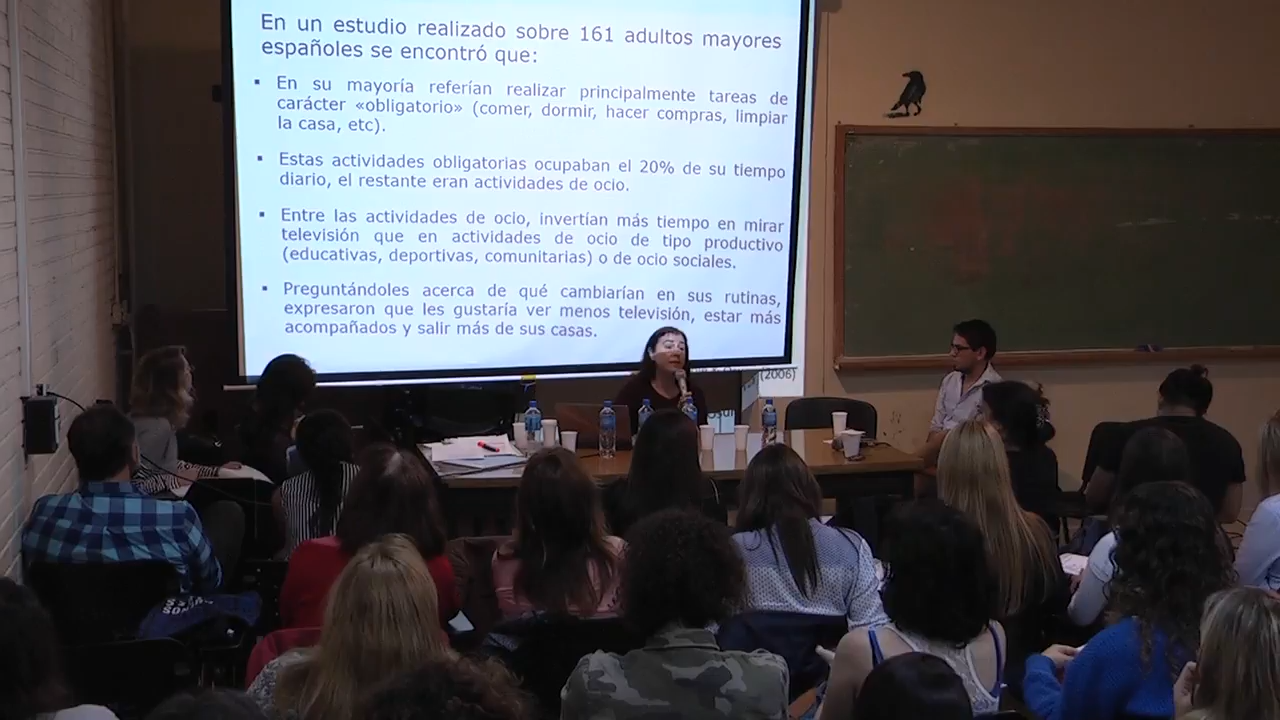 En un estudio realizado sobre 161 adultos mayores
españoles se encontró que:
▪ En su mayoría referían realizar principalmente tareas de
carácter «obligatorio» (comer, dormir, hacer compras, limpiar
la casa, etc).
▪ Estas actividades obligatorias ocupaban el 20% de su tiempo
diario, el restante eran actividades de ocio.
▪ Entre las actividades de ocio, invertían más tiempo en mirar
televisión que en actividades de ocio de tipo productivo
(educativas, deportivas, comunitarias) o de ocio sociales.
▪ Preguntándoles acerca de qué cambiarían en sus rutinas,
expresaron que les gustaría ver menos televisión, estar más
acompañados y salir más de sus casas.
(2006)